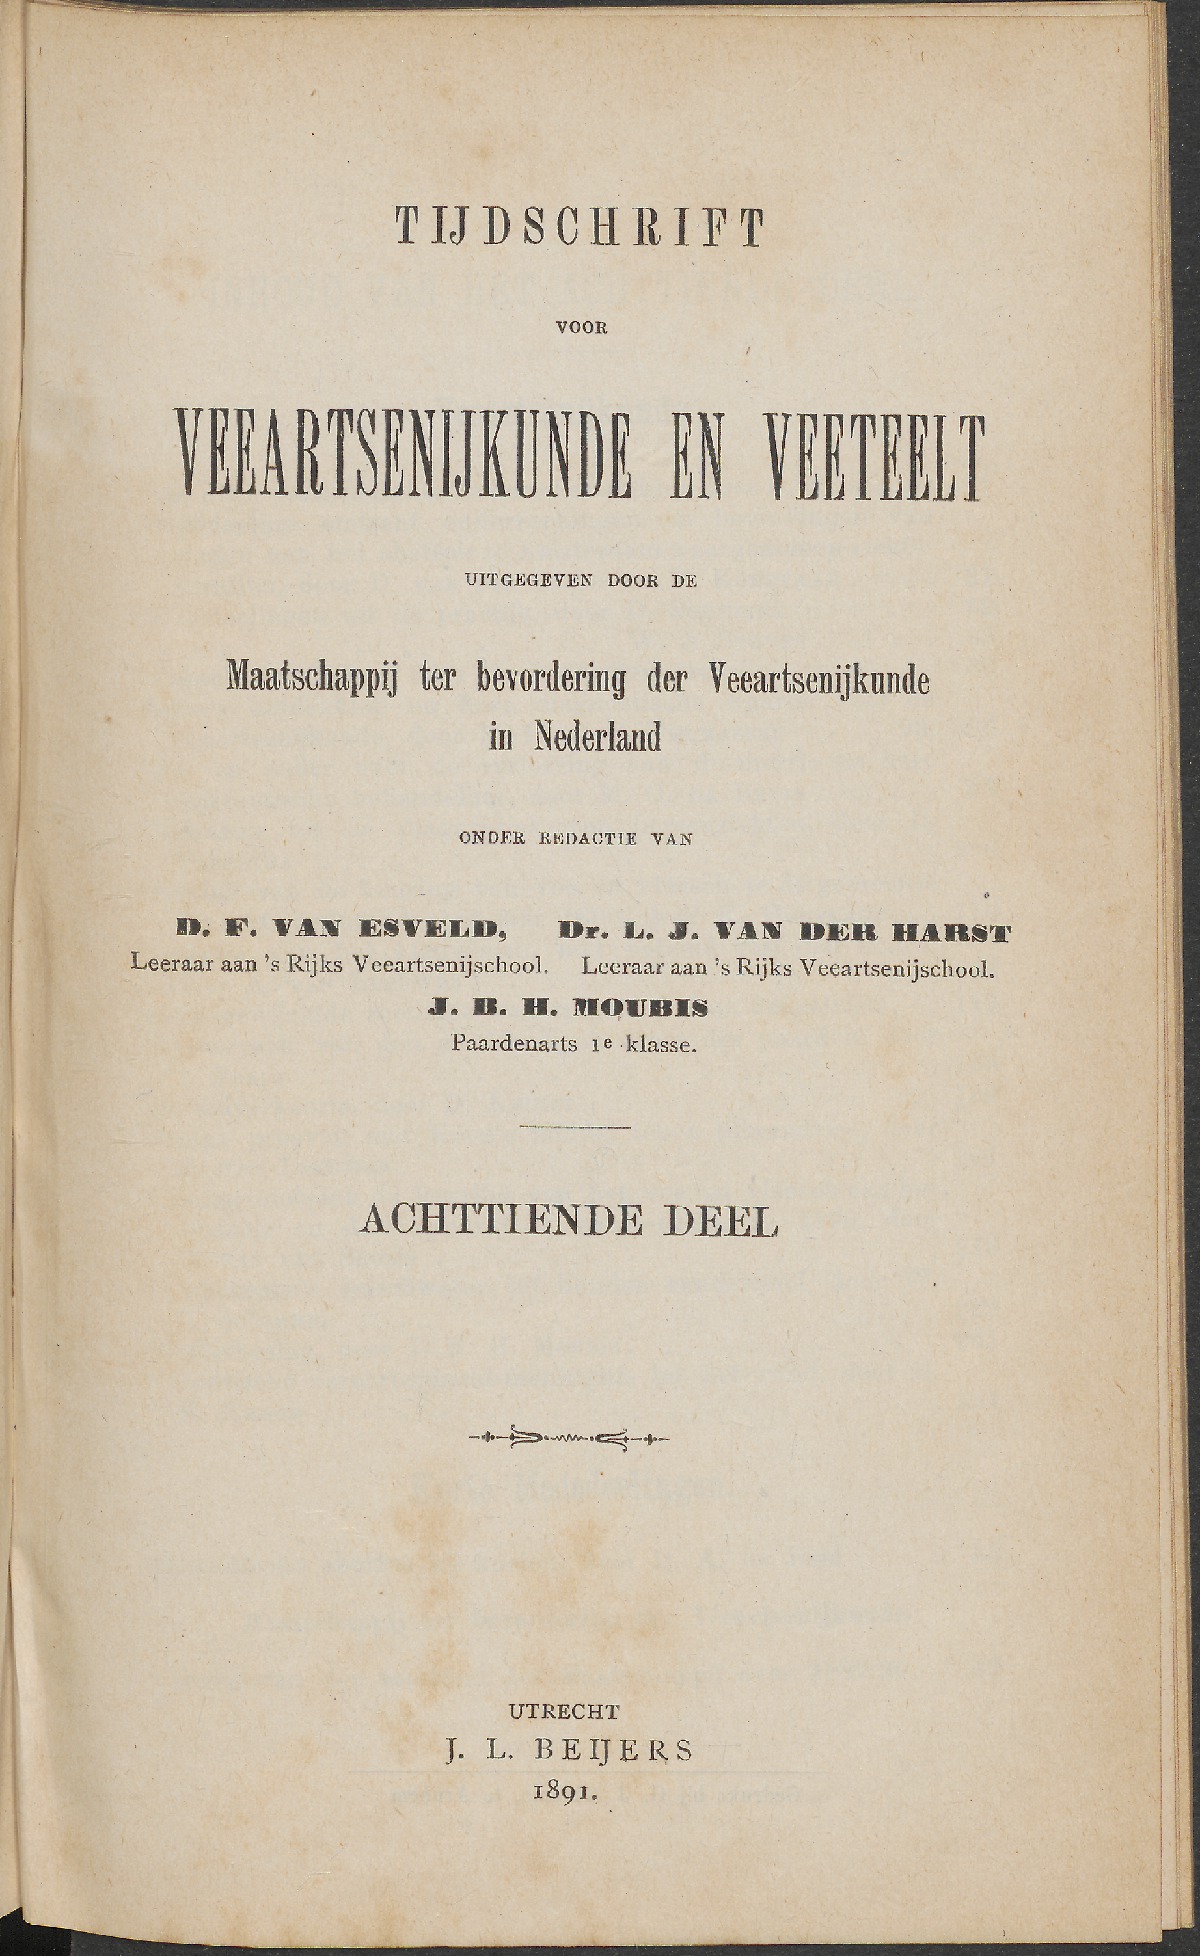 TIJDSCHRIFT
VOOR
VEEARTSENIJKUNDE EN VEETEELT
UITGEGEVEN DOOR DE
Maatschappij ter bevordering der Veeartsenijkunde
in Nederland
ONDER REDACTIE VAN
D. F. VAN ESVELD, Dr. L. J. VAN DER HARST
Leeraar aan 's Rijks Veeartsenijschool. Leeraar aan 's Rijks Veeartsenijschool.
J. B. H. MOUBIS
Paardenarts 1e klasse.
ACHTTIENDE DEEL
UTRECHT
J. L. BEIJERS
1891.